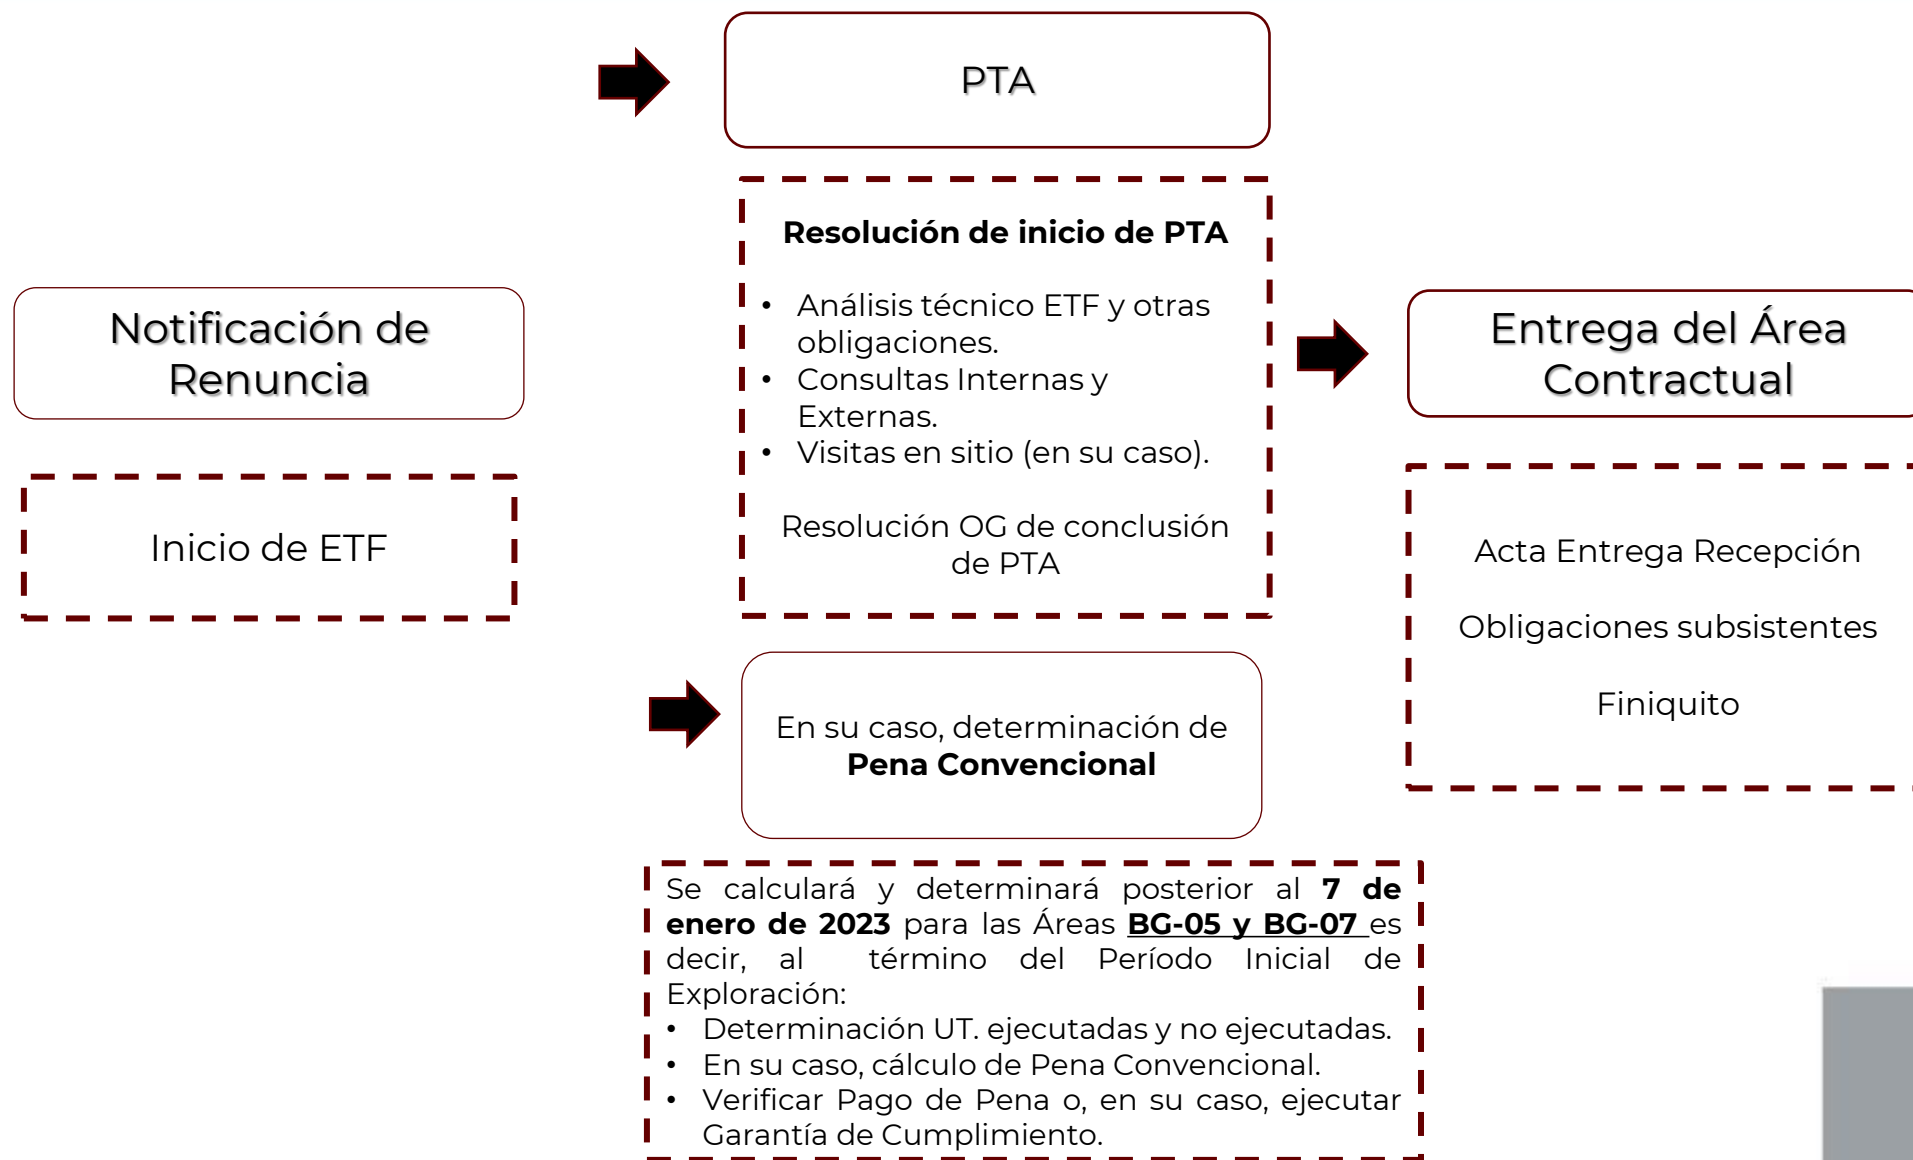 Notificación de
Renuncia
Inicio de ETF
PTA
Resolución de inicio de PTA
• Análisis técnico ETF y otras
obligaciones.
• Consultas Internas y
Externas.
• Visitas en sitio (en su caso).
Resolución OG de conclusión
de PTA
En su caso, determinación de
Pena Convencional
Se calculará y determinará posterior al 7 de
enero de 2023 para las Áreas BG-05 y BG-07 es
decir, al término del Período Inicial de
Exploración:
• Determinación UT. ejecutadas y no ejecutadas.
• En su caso, cálculo de Pena Convencional.
• Verificar Pago de Pena o, en su caso, ejecutar
Garantía de Cumplimiento.
Entrega del Área
Contractual
Acta Entrega Recepción
Obligaciones subsistentes
Finiquito